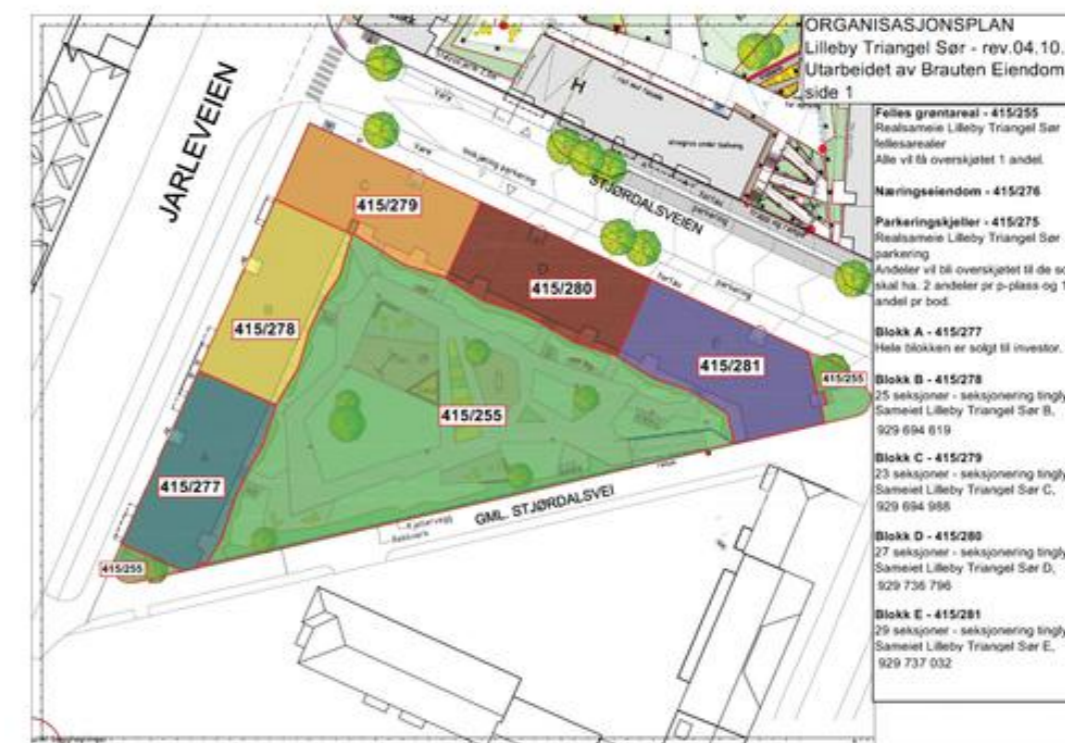 ORGANISASJONSPLAN
Lilleby Triangel Sør - rev.04.10.
Utarbeidet av Brauten Eiendom
side 1
Felles grøntareal - 415/255
Realsameie Lilleby Triangel Sør
fellesarealer
Alle vil få overskjøtet 1 andel.
Næringseiendom - 415/276
Parkeringskjeller - 415/275
Realsameie Lilleby Triangel Sør
parkering
Andeler vil bli overskjøtet til de so
skal ha. 2 andeler pr p-plass og 1
andel pr bod.
Blokk A - 415/277
Hele blokken er solgt til investor.
Blokk B - 415/278
25 seksjoner - seksjonering tingly
Sameiet Lilleby Triangel Sør B,
929 694 619
Blokk C - 415/279
23 seksjoner - seksjonering tingly
Sameiet Lilleby Triangel Sør C,
929 694 988
Blokk D - 415/280
27 seksjoner - seksjonering tingly
Sameiet Lilleby Triangel Sør D,
929 736 796
Blokk E - 415/281
29 seksjoner - seksjonering tingly
Sameiet Lilleby Triangel Sør E,
929 737 032
JARLEVEIEN
STJØRDALSVEIEN
GML. STJØRDALSVEI
H
Vare
Vare
parkering
fortau
parkering
fortau
parkering
415/279
C
415/280
D
415/278
B
415/281
415/255
415/255
415/277
A
415/255